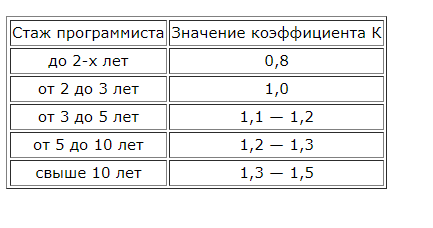 Стаж программиста Значение коэффициента К
до 2-х лет 0,8
от 2 до 3 лет 1,0
от 3 до 5 лет 1,1 — 1,2
от 5 до 10 лет 1,2 — 1,3
свыше 10 лет 1,3 — 1,5